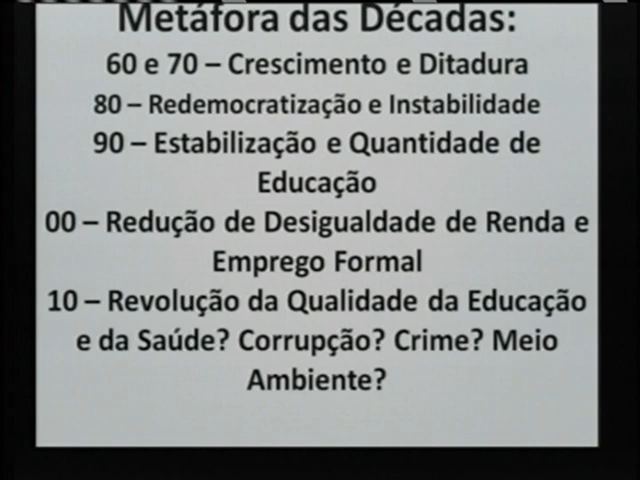 Metáfora das Décadas:
60 e 70 – Crescimento e Ditadura
80 – Redemocratização e Instabilidade
90 – Estabilização e Quantidade de
Educação
00 – Redução de Desigualdade de Renda e
Emprego Formal
10 – Revolução da Qualidade da Educação
e da Saúde? Corrupção? Crime? Meio
Ambiente?